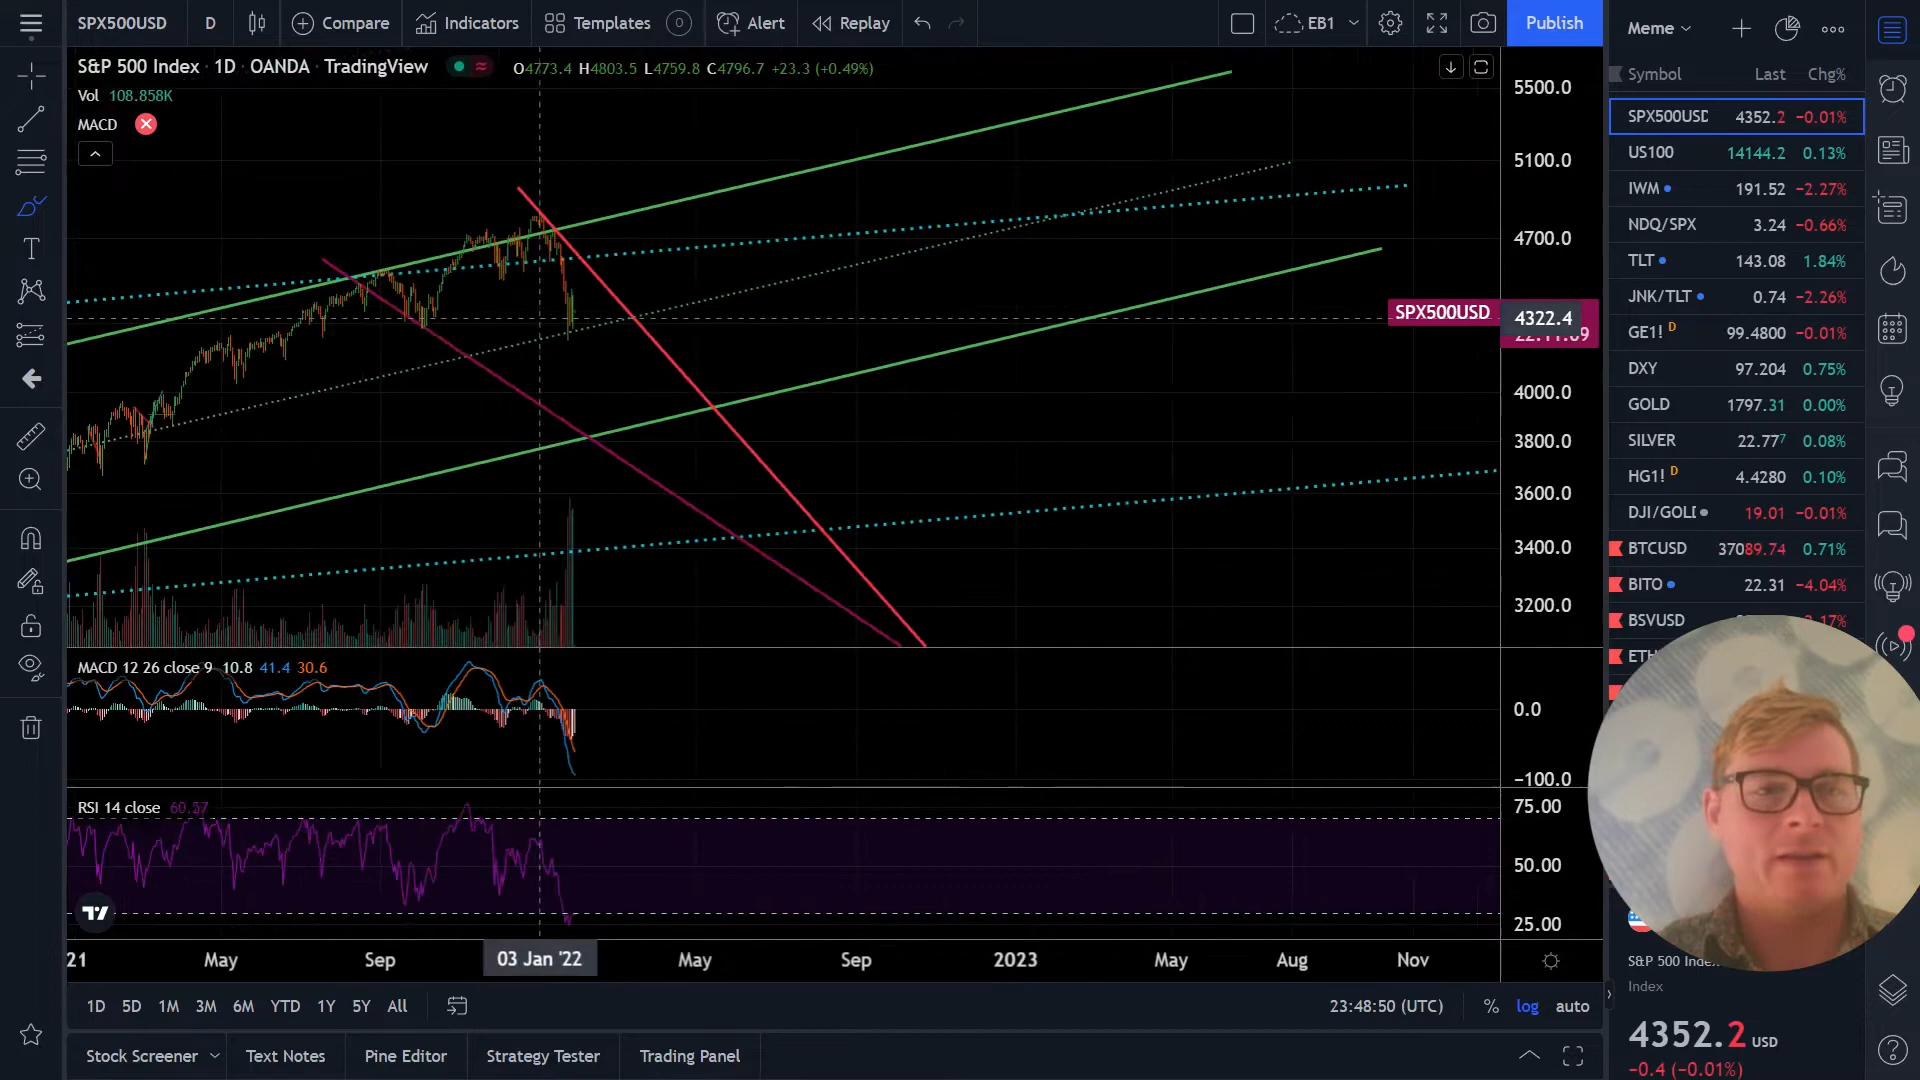 SPX500USD D Compare Indicators Templates Alert Replay EB1 Publish
S&P 500 Index · 1D · OANDA · TradingView O4773.4 H4803.5 L4759.8 C4796.7 +23.3 (+0.49%)
Vol 108.858K
MACD
5500.0
5100.0
4700.0
SPX500USD 4322.4
4000.0
3800.0
3600.0
3400.0
3200.0
MACD 12 26 close 9 10.8 41.4 30.6
0.0
−100.0
RSI 14 close 60.57
75.00
50.00
25.00
21 May Sep 03 Jan '22 May Sep 2023 May Aug Nov
1D 5D 1M 3M 6M YTD 1Y 5Y All 23:48:50 (UTC) % log auto
Stock Screener Text Notes Pine Editor Strategy Tester Trading Panel
Meme
Symbol Last Chg%
SPX500USD 4352.2 −0.01%
US100 14144.2 0.13%
IWM 191.52 −2.27%
NDQ/SPX 3.24 −0.66%
TLT 143.08 1.84%
JNK/TLT 0.74 −2.26%
GE1! D 99.4800 −0.01%
DXY 97.204 0.75%
GOLD 1797.31 0.00%
SILVER 22.777 0.08%
HG1! D 4.4280 0.10%
DJI/GOL 19.01 −0.01%
BTCUSD 37089.74 0.71%
BITO 22.31 −4.04%
BSVUSD
S&P 500 Inde
Index
4352.2 USD
−0.4 (−0.01%)